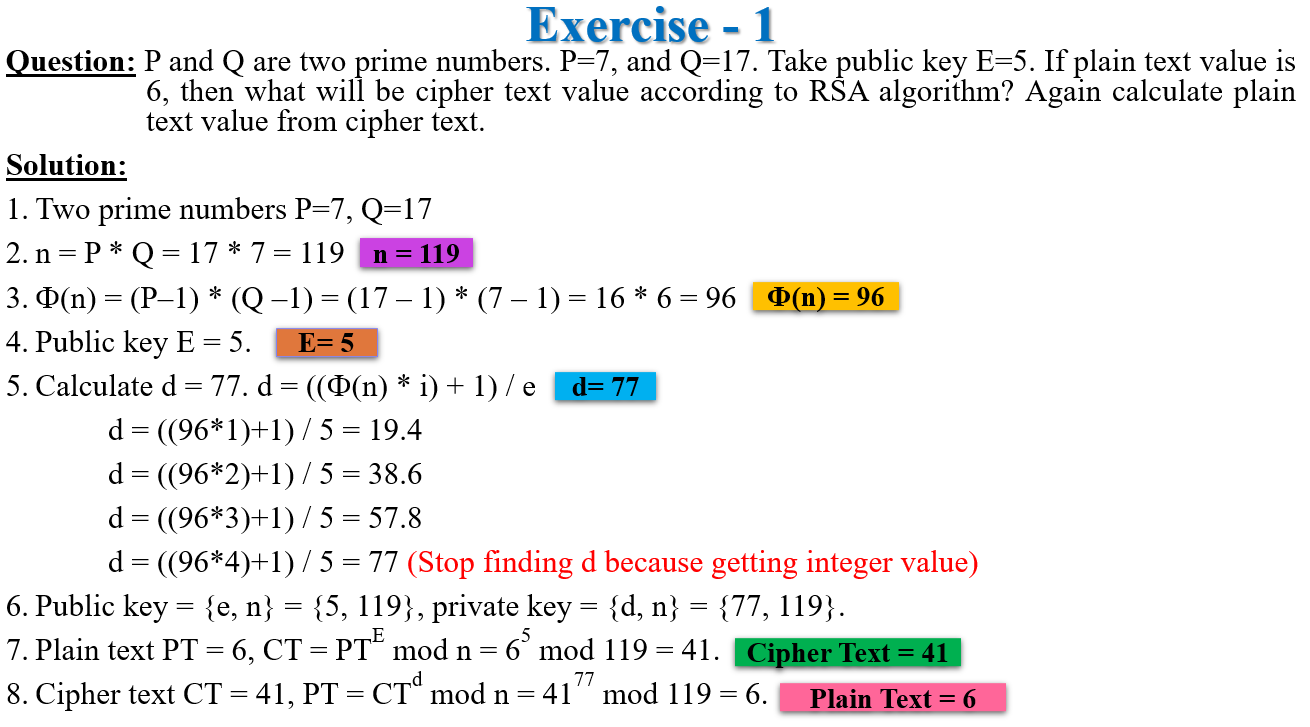 Exercise - 1
Question: P and Q are two prime numbers. P=7, and Q=17. Take public key E=5. If plain text value is
6, then what will be cipher text value according to RSA algorithm? Again calculate plain
text value from cipher text.
Solution:
1. Two prime numbers P=7, Q=17
2. n = P * Q = 17 * 7 = 119 n = 119
3. Φ(n) = (P–1) * (Q –1) = (17 – 1) * (7 – 1) = 16 * 6 = 96 Φ(n) = 96
4. Public key E = 5. E= 5
5. Calculate d = 77. d = ((Φ(n) * i) + 1) / e d= 77
d = ((96*1)+1) / 5 = 19.4
d = ((96*2)+1) / 5 = 38.6
d = ((96*3)+1) / 5 = 57.8
d = ((96*4)+1) / 5 = 77 (Stop finding d because getting integer value)
6. Public key = {e, n} = {5, 119}, private key = {d, n} = {77, 119}.
7. Plain text PT = 6, CT = PT^E mod n = 6^5 mod 119 = 41. Cipher Text = 41
8. Cipher text CT = 41, PT = CT^d mod n = 41^77 mod 119 = 6. Plain Text = 6